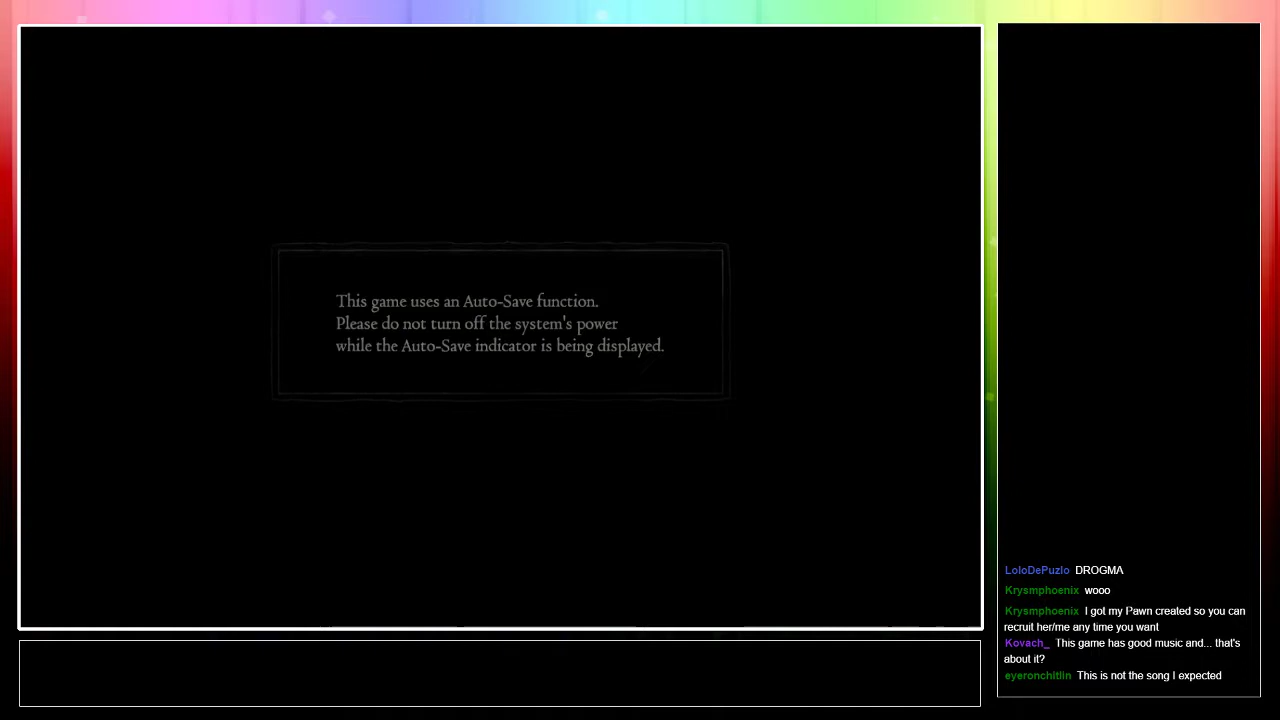 This game uses an Auto-Save function.
Please do not turn off the system's power
while the Auto-Save indicator is being displayed.
LoloDePuzlo DROGMA
Krysmphoenix wooo
Krysmphoenix I got my Pawn created so you can
recruit her/me any time you want
Kovach_ This game has good music and... that's
about it?
eyeronchitlin This is not the song I expected